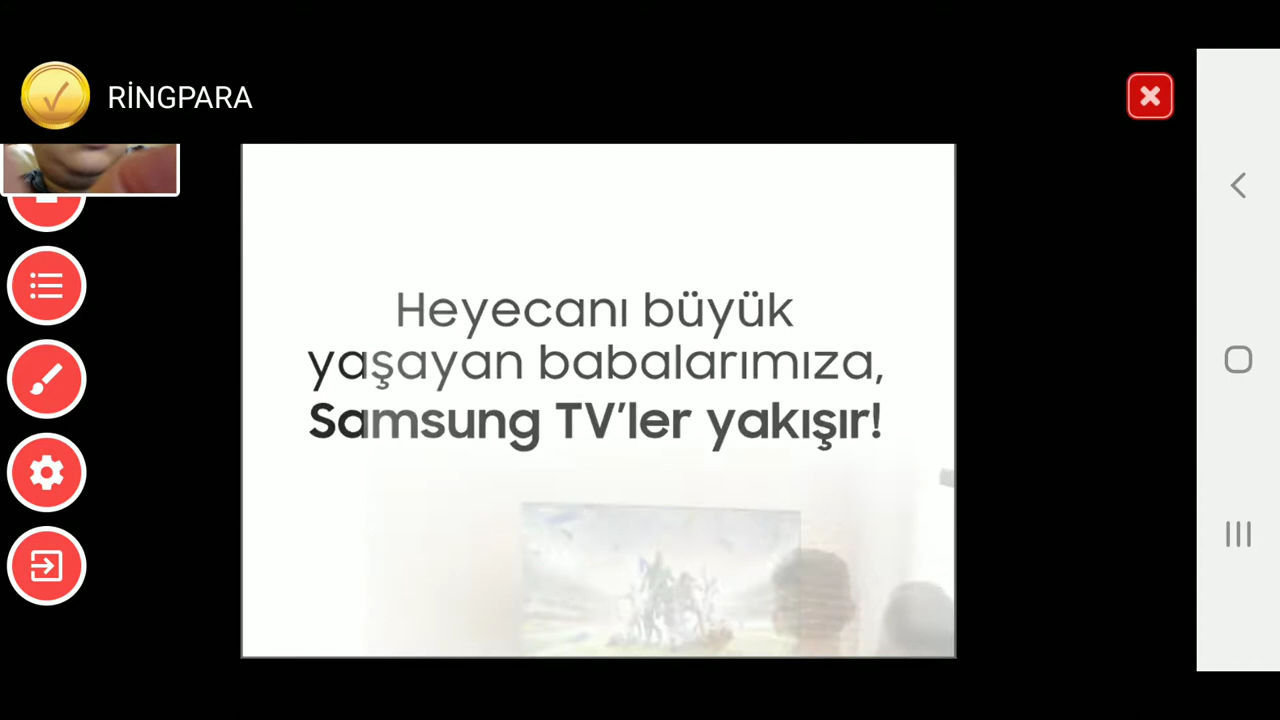 RİNGPARA
Heyecanı büyük
yaşayan babalarımıza,
Samsung TV'ler yakışır!